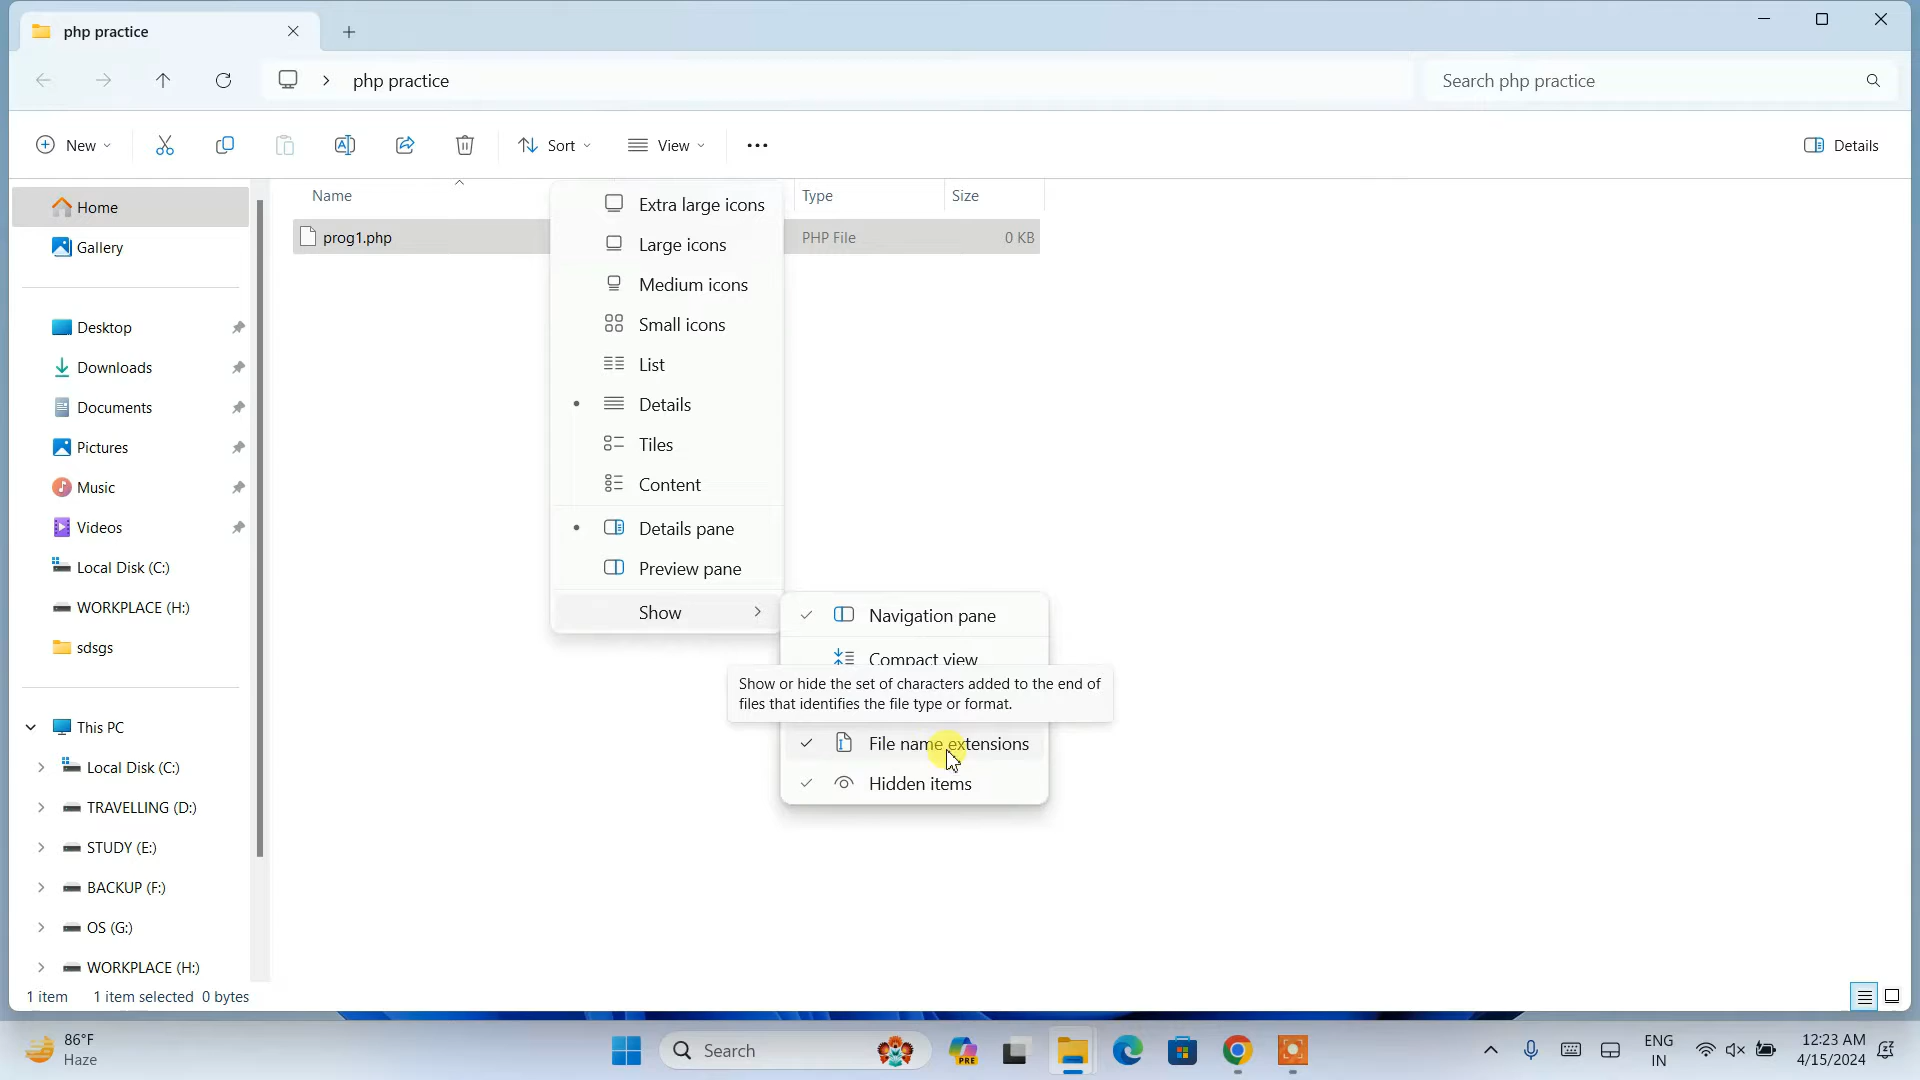 php practice
php practice
Search php practice
New
Sort
View
Details
Name
Type
Size
prog1.php
PHP File
0 KB
Home
Gallery
Desktop
Downloads
Documents
Pictures
Music
Videos
Local Disk (C:)
WORKPLACE (H:)
sdsgs
This PC
Local Disk (C:)
TRAVELLING (D:)
STUDY (E:)
BACKUP (F:)
OS (G:)
WORKPLACE (H:)
Extra large icons
Large icons
Medium icons
Small icons
List
Details
Tiles
Content
Details pane
Preview pane
Show
Navigation pane
Compact view
Show or hide the set of characters added to the end of
files that identifies the file type or format.
File name extensions
Hidden items
1 item
1 item selected 0 bytes
86°F
Haze
Search
PRE
ENG
IN
12:23 AM
4/15/2024